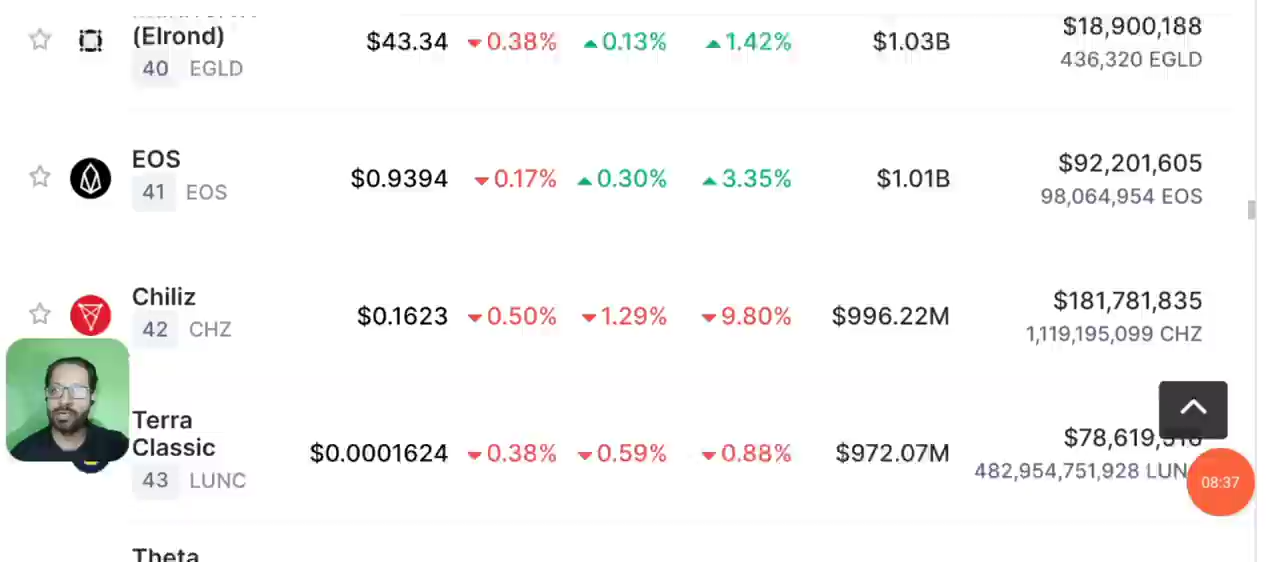 (Elrond)
40 EGLD
$43.34 0.38% 0.13% 1.42% $1.03B $18,900,188
436,320 EGLD
EOS
41 EOS
$0.9394 0.17% 0.30% 3.35% $1.01B $92,201,605
98,064,954 EOS
Chiliz
42 CHZ
$0.1623 0.50% 1.29% 9.80% $996.22M $181,781,835
1,119,195,099 CHZ
Terra
Classic
43 LUNC
$0.0001624 0.38% 0.59% 0.88% $972.07M
482,954,751,928
08:37
Theta